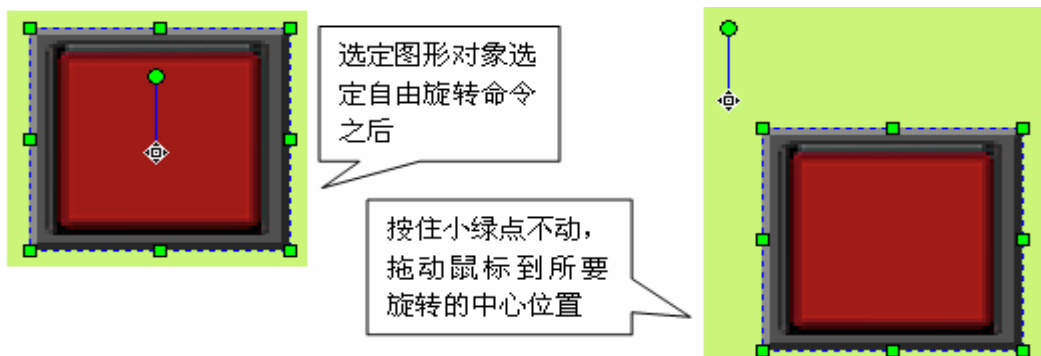 选定图形对象选
定自由旋转命令
之后
按住小绿点不动，
拖动鼠标到所要
旋转的中心位置